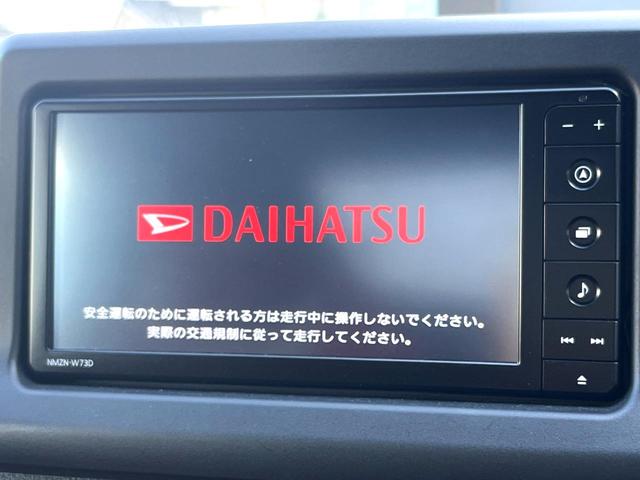 DAIHATSU
安全運転のために運転される方は走行中に操作しないでください。
実際の交通規制に従って走行してください。
NMZN-W73D